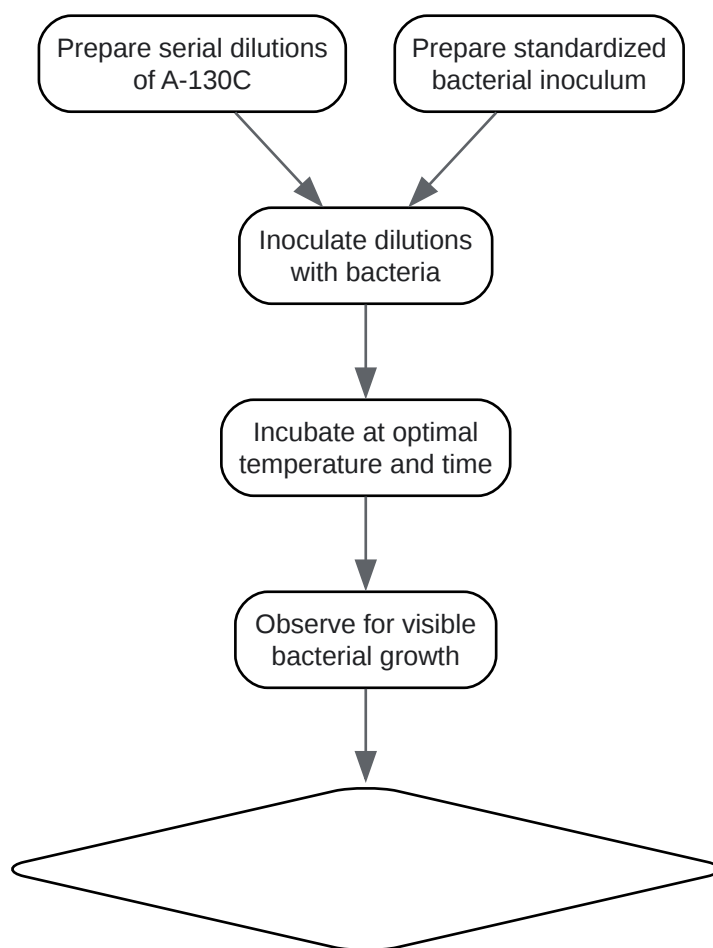 Prepare serial dilutions
of A-130C
Prepare standardized
bacterial inoculum
Inoculate dilutions
with bacteria
Incubate at optimal
temperature and time
Observe for visible
bacterial growth